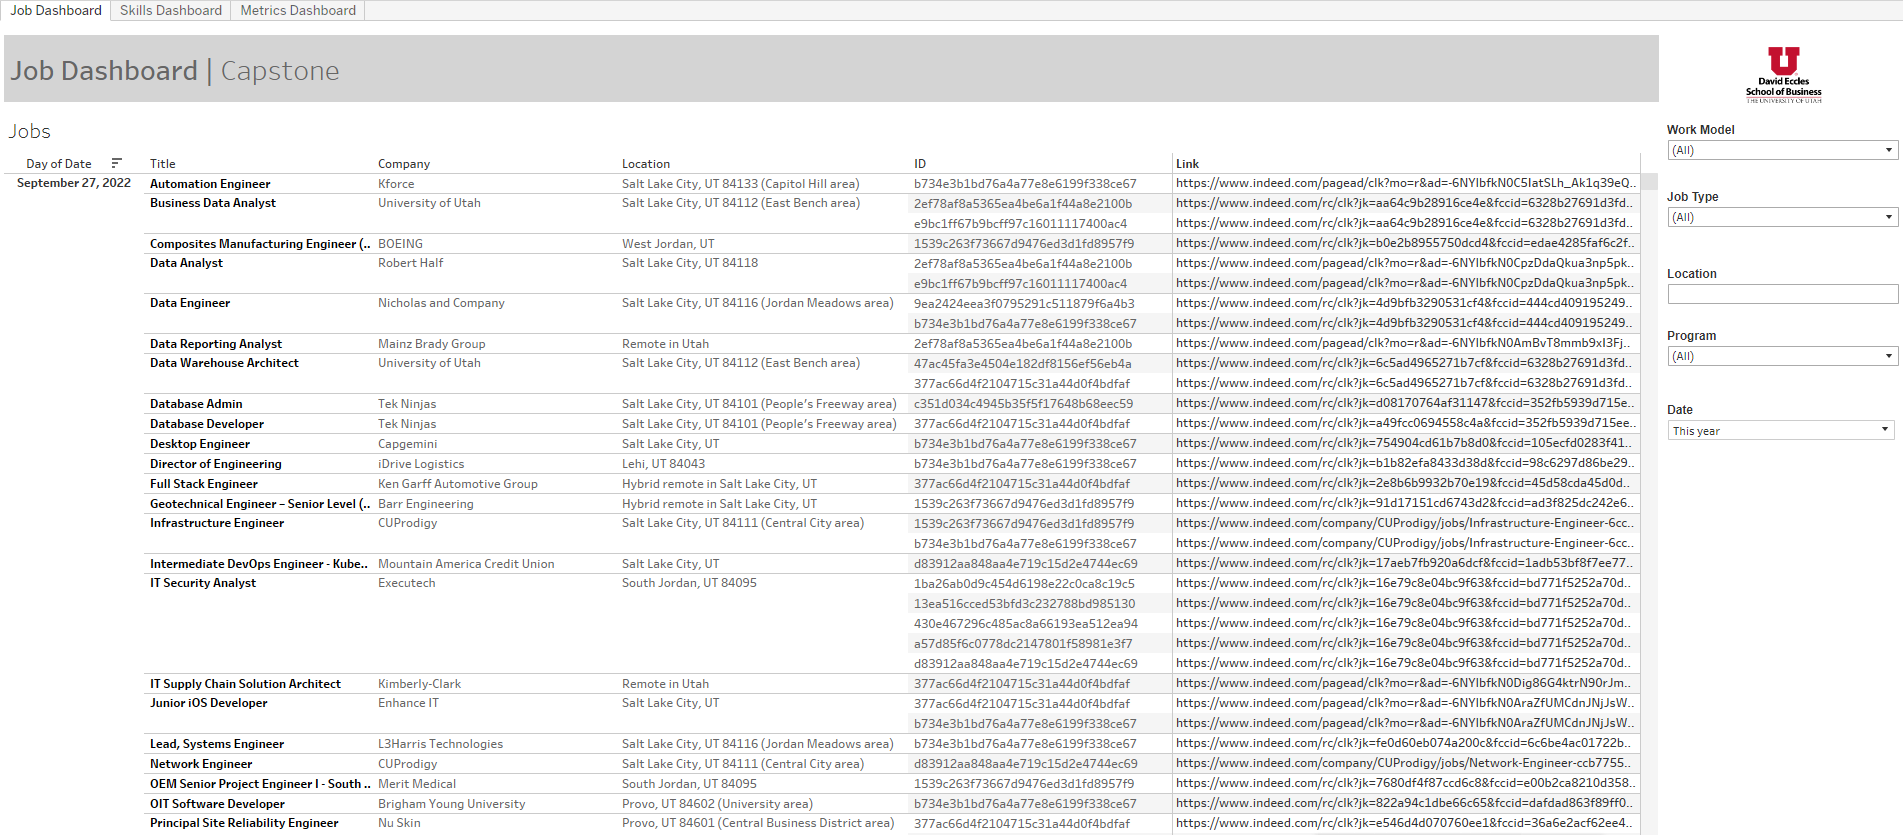 Job Dashboard Skills Dashboard Metrics Dashboard
Job Dashboard | Capstone
David Eccles
School of Business
THE UNIVERSITY OF UTAH
Jobs
Day of Date Title Company Location ID Link
September 27, 2022 Automation Engineer Kforce Salt Lake City, UT 84133 (Capitol Hill area) b734e3b1bd76a4a77e8e6199f338ce67 https://www.indeed.com/pagead/clk?mo=r&ad=-6NYlbfkN0C5IatSLh_Ak1q39eQ..
Business Data Analyst University of Utah Salt Lake City, UT 84112 (East Bench area) 2ef78af8a5365ea4be6a1f44a8e2100b https://www.indeed.com/rc/clk?jk=aa64c9b28916ce4e&fccid=6328b27691d3fd..
e9bc1ff67b9bcff97c16011117400ac4 https://www.indeed.com/rc/clk?jk=aa64c9b28916ce4e&fccid=6328b27691d3fd..
Composites Manufacturing Engineer (.. BOEING West Jordan, UT 1539c263f73667d9476ed3d1fd8957f9 https://www.indeed.com/rc/clk?jk=b0e2b8955750dcd4&fccid=edae4285faf6c2f..
Data Analyst Robert Half Salt Lake City, UT 84118 2ef78af8a5365ea4be6a1f44a8e2100b https://www.indeed.com/pagead/clk?mo=r&ad=-6NYlbfkN0CpzDdaQkua3np5pk..
e9bc1ff67b9bcff97c16011117400ac4 https://www.indeed.com/pagead/clk?mo=r&ad=-6NYlbfkN0CpzDdaQkua3np5pk..
Data Engineer Nicholas and Company Salt Lake City, UT 84116 (Jordan Meadows area) 9ea2424eea3f0795291c511879f6a4b3 https://www.indeed.com/rc/clk?jk=4d9bfb3290531cf4&fccid=444cd409195249..
b734e3b1bd76a4a77e8e6199f338ce67 https://www.indeed.com/rc/clk?jk=4d9bfb3290531cf4&fccid=444cd409195249..
Data Reporting Analyst Mainz Brady Group Remote in Utah 2ef78af8a5365ea4be6a1f44a8e2100b https://www.indeed.com/pagead/clk?mo=r&ad=-6NYlbfkN0AmBvT8mmb9xI3Fj..
Data Warehouse Architect University of Utah Salt Lake City, UT 84112 (East Bench area) 47ac45fa3e4504e182df8156ef56eb4a https://www.indeed.com/rc/clk?jk=6c5ad4965271b7cf&fccid=6328b27691d3fd..
377ac66d4f2104715c31a44d0f4bdfaf https://www.indeed.com/rc/clk?jk=6c5ad4965271b7cf&fccid=6328b27691d3fd..
Database Admin Tek Ninjas Salt Lake City, UT 84101 (People's Freeway area) c351d034c4945b35f5f17648b68eec59 https://www.indeed.com/rc/clk?jk=d08170764af31147&fccid=352fb5939d715e..
Database Developer Tek Ninjas Salt Lake City, UT 84101 (People's Freeway area) 377ac66d4f2104715c31a44d0f4bdfaf https://www.indeed.com/rc/clk?jk=a49fcc0694558c4a&fccid=352fb5939d715ee..
Desktop Engineer Capgemini Salt Lake City, UT b734e3b1bd76a4a77e8e6199f338ce67 https://www.indeed.com/rc/clk?jk=754904cd61b7b8d0&fccid=105ecfd0283f41..
Director of Engineering iDrive Logistics Lehi, UT 84043 b734e3b1bd76a4a77e8e6199f338ce67 https://www.indeed.com/rc/clk?jk=b1b82efa8433d38d&fccid=98c6297d86be29..
Full Stack Engineer Ken Garff Automotive Group Hybrid remote in Salt Lake City, UT 377ac66d4f2104715c31a44d0f4bdfaf https://www.indeed.com/rc/clk?jk=2e8b6b9932b70e19&fccid=45d58cda45d0d..
Geotechnical Engineer – Senior Level (.. Barr Engineering Hybrid remote in Salt Lake City, UT 1539c263f73667d9476ed3d1fd8957f9 https://www.indeed.com/rc/clk?jk=91d17151cd6743d2&fccid=ad3f825dc242e6..
Infrastructure Engineer CUProdigy Salt Lake City, UT 84111 (Central City area) 1539c263f73667d9476ed3d1fd8957f9 https://www.indeed.com/company/CUProdigy/jobs/Infrastructure-Engineer-6cc..
b734e3b1bd76a4a77e8e6199f338ce67 https://www.indeed.com/company/CUProdigy/jobs/Infrastructure-Engineer-6cc..
Intermediate DevOps Engineer - Kube.. Mountain America Credit Union Salt Lake City, UT d83912aa848aa4e719c15d2e4744ec69 https://www.indeed.com/rc/clk?jk=17aeb7fb920a6dcf&fccid=1adb53bf8f7ee77..
IT Security Analyst Executech South Jordan, UT 84095 1ba26ab0d9c454d6198e22c0ca8c19c5 https://www.indeed.com/rc/clk?jk=16e79c8e04bc9f63&fccid=bd771f5252a70d..
13ea516cced53bfd3c232788bd985130 https://www.indeed.com/rc/clk?jk=16e79c8e04bc9f63&fccid=bd771f5252a70d..
430e467296c485ac8a66193ea512ea94 https://www.indeed.com/rc/clk?jk=16e79c8e04bc9f63&fccid=bd771f5252a70d..
a57d85f6c0778dc2147801f58981e3f7 https://www.indeed.com/rc/clk?jk=16e79c8e04bc9f63&fccid=bd771f5252a70d..
d83912aa848aa4e719c15d2e4744ec69 https://www.indeed.com/rc/clk?jk=16e79c8e04bc9f63&fccid=bd771f5252a70d..
IT Supply Chain Solution Architect Kimberly-Clark Remote in Utah 377ac66d4f2104715c31a44d0f4bdfaf https://www.indeed.com/pagead/clk?mo=r&ad=-6NYlbfkN0Dig86G4ktrN90rJm..
Junior iOS Developer Enhance IT Salt Lake City, UT 377ac66d4f2104715c31a44d0f4bdfaf https://www.indeed.com/pagead/clk?mo=r&ad=-6NYlbfkN0AraZfUMCdnJNjJsW..
b734e3b1bd76a4a77e8e6199f338ce67 https://www.indeed.com/pagead/clk?mo=r&ad=-6NYlbfkN0AraZfUMCdnJNjJsW..
Lead, Systems Engineer L3Harris Technologies Salt Lake City, UT 84116 (Jordan Meadows area) b734e3b1bd76a4a77e8e6199f338ce67 https://www.indeed.com/rc/clk?jk=fe0d60eb074a200c&fccid=6c6be4ac01722b..
Network Engineer CUProdigy Salt Lake City, UT 84111 (Central City area) d83912aa848aa4e719c15d2e4744ec69 https://www.indeed.com/company/CUProdigy/jobs/Network-Engineer-ccb7755..
OEM Senior Project Engineer I - South .. Merit Medical South Jordan, UT 84095 1539c263f73667d9476ed3d1fd8957f9 https://www.indeed.com/rc/clk?jk=7680df4f87ccd6c8&fccid=e00b2ca8210d358..
OIT Software Developer Brigham Young University Provo, UT 84602 (University area) b734e3b1bd76a4a77e8e6199f338ce67 https://www.indeed.com/rc/clk?jk=822a94c1dbe66c65&fccid=dafdad863f89ff0..
Principal Site Reliability Engineer Nu Skin Provo, UT 84601 (Central Business District area) 377ac66d4f2104715c31a44d0f4bdfaf https://www.indeed.com/rc/clk?jk=e546d4d070760ee1&fccid=36a6e2acf62ee4..
Work Model
(All)
Job Type
(All)
Location
Program
(All)
Date
This year